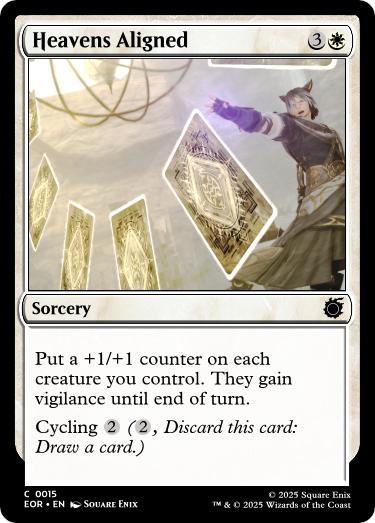 Heavens Aligned 3
Sorcery
Put a +1/+1 counter on each
creature you control. They gain
vigilance until end of turn.
Cycling 2 (2, Discard this card:
Draw a card.)
C 0015
EOR • EN Square Enix
© 2025 Square Enix
™ & © 2025 Wizards of the Coast